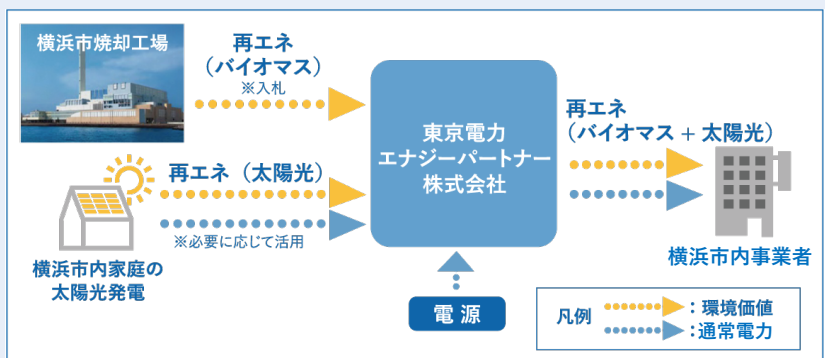 横浜市焼却工場
再エネ
（バイオマス）
※入札
再エネ（太陽光）
※必要に応じて活用
横浜市内家庭の
太陽光発電
東京電力
エナジーパートナー
株式会社
電源
再エネ
（バイオマス + 太陽光）
横浜市内事業者
凡例
：環境価値
：通常電力